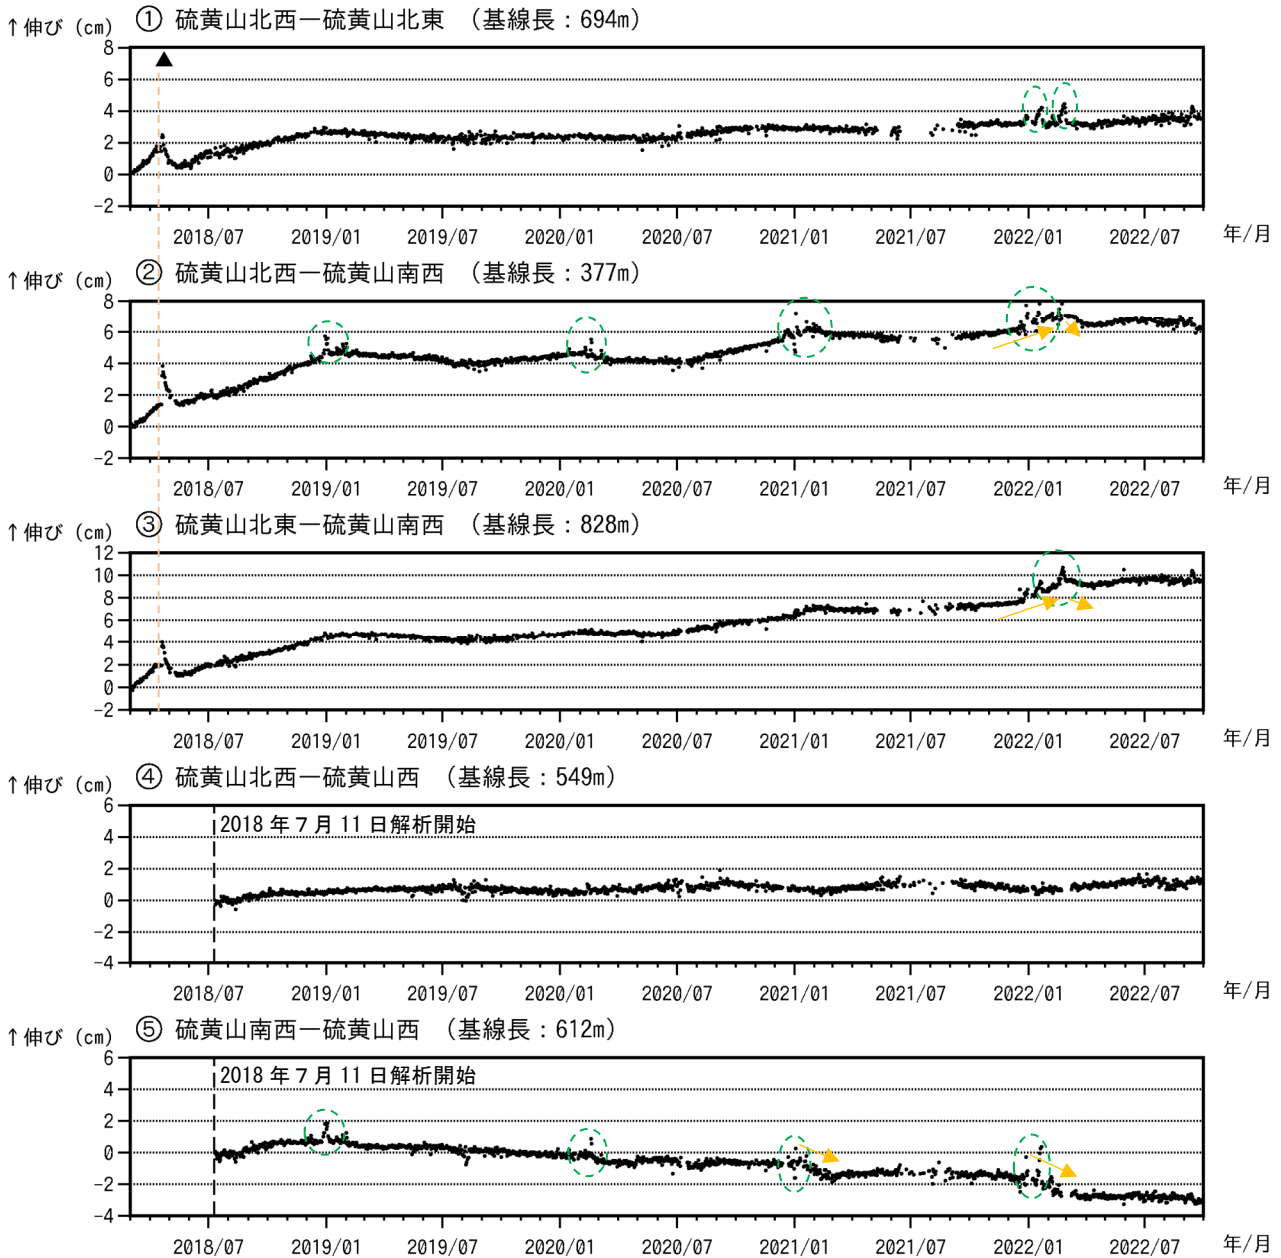 ↑伸び (cm) ① 硫黄山北西ー硫黄山北東 (基線長：694m)
8
6
4
2
0
-2
2018/07 2019/01 2019/07 2020/01 2020/07 2021/01 2021/07 2022/01 2022/07 年/月
↑伸び (cm) ② 硫黄山北西ー硫黄山南西 (基線長：377m)
8
6
4
2
0
-2
2018/07 2019/01 2019/07 2020/01 2020/07 2021/01 2021/07 2022/01 2022/07 年/月
↑伸び (cm) ③ 硫黄山北東ー硫黄山南西 (基線長：828m)
12
10
8
6
4
2
0
-2
2018/07 2019/01 2019/07 2020/01 2020/07 2021/01 2021/07 2022/01 2022/07 年/月
↑伸び (cm) ④ 硫黄山北西ー硫黄山西 (基線長：549m)
2018 年 7 月 11 日解析開始
6
4
2
0
-2
-4
2018/07 2019/01 2019/07 2020/01 2020/07 2021/01 2021/07 2022/01 2022/07 年/月
↑伸び (cm) ⑤ 硫黄山南西ー硫黄山西 (基線長：612m)
2018 年 7 月 11 日解析開始
6
4
2
0
-2
-4
2018/07 2019/01 2019/07 2020/01 2020/07 2021/01 2021/07 2022/01 2022/07 年/月